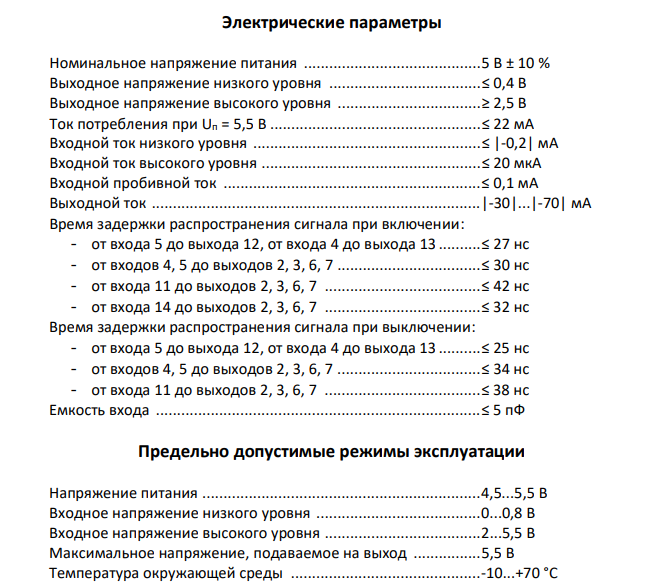 Электрические параметры
Номинальное напряжение питания ...........................................5 В ± 10 %
Выходное напряжение низкого уровня .....................................≤ 0,4 В
Выходное напряжение высокого уровня ...................................≥ 2,5 В
Ток потребления при Uп = 5,5 В ...................................................≤ 22 мА
Входной ток низкого уровня .......................................................≤ |-0,2| мА
Входной ток высокого уровня .....................................................≤ 20 мкА
Входной пробивной ток ..............................................................≤ 0,1 мА
Выходной ток ................................................................................|-30|...|-70| мА
Время задержки распространения сигнала при включении:
- от входа 5 до выхода 12, от входа 4 до выхода 13 ..........≤ 27 нс
- от входов 4, 5 до выходов 2, 3, 6, 7 ...................................≤ 30 нс
- от входа 11 до выходов 2, 3, 6, 7 ......................................≤ 42 нс
- от входа 14 до выходов 2, 3, 6, 7 ......................................≤ 32 нс
Время задержки распространения сигнала при выключении:
- от входа 5 до выхода 12, от входа 4 до выхода 13 ..........≤ 25 нс
- от входов 4, 5 до выходов 2, 3, 6, 7 ...................................≤ 34 нс
- от входа 11 до выходов 2, 3, 6, 7 ......................................≤ 38 нс
Емкость входа ...............................................................................≤ 5 пФ
Предельно допустимые режимы эксплуатации
Напряжение питания ....................................................................4,5...5,5 В
Входное напряжение низкого уровня ........................................0...0,8 В
Входное напряжение высокого уровня ......................................2...5,5 В
Максимальное напряжение, подаваемое на выход ................5,5 В
Температура окружающей среды ..............................................-10...+70 °С